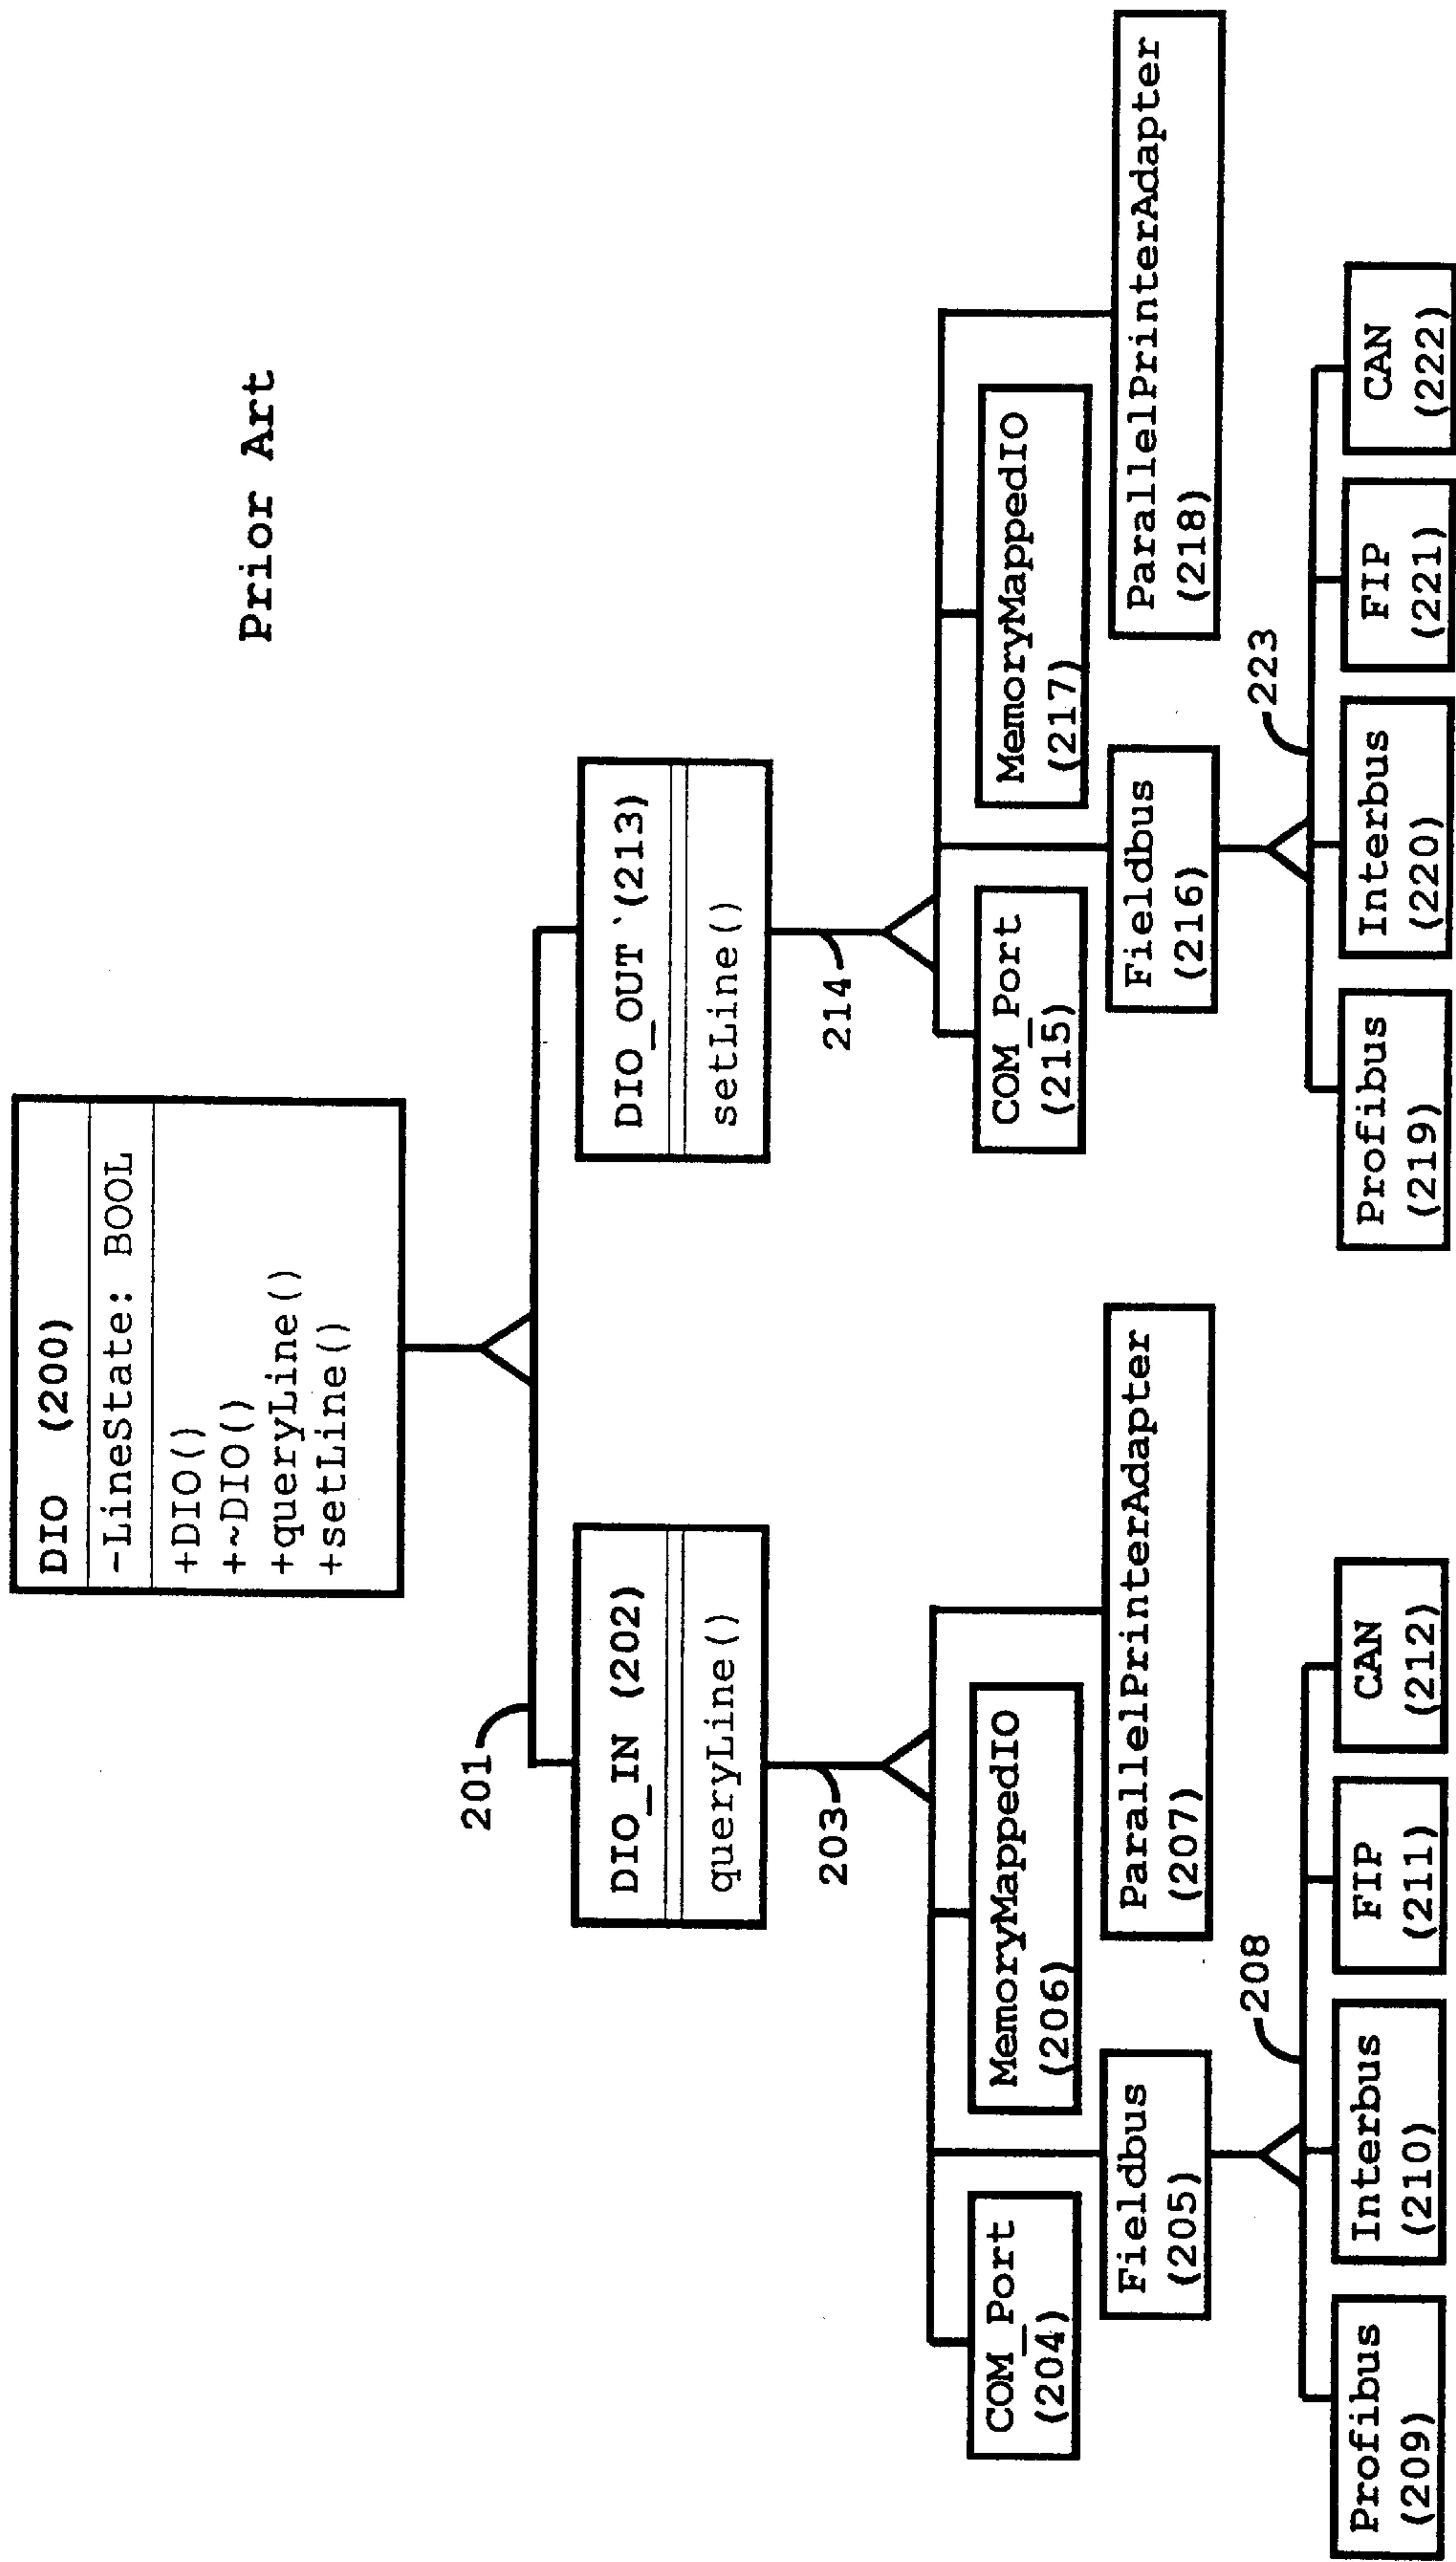 Prior Art
DIO (200)
-LineState: BOOL
+DIO()
+~DIO()
+queryLine()
+setLine()
201
DIO_IN (202)
queryLine()
DIO_OUT`(213)
setLine()
203
214
COM_Port
(204)
MemoryMappedIO
(206)
Fieldbus
(205)
ParallelPrinterAdapter
(207)
208
Profibus
(209)
Interbus
(210)
FIP
(211)
CAN
(212)
COM_Port
(215)
MemoryMappedIO
(217)
Fieldbus
(216)
ParallelPrinterAdapter
(218)
223
Profibus
(219)
Interbus
(220)
FIP
(221)
CAN
(222)